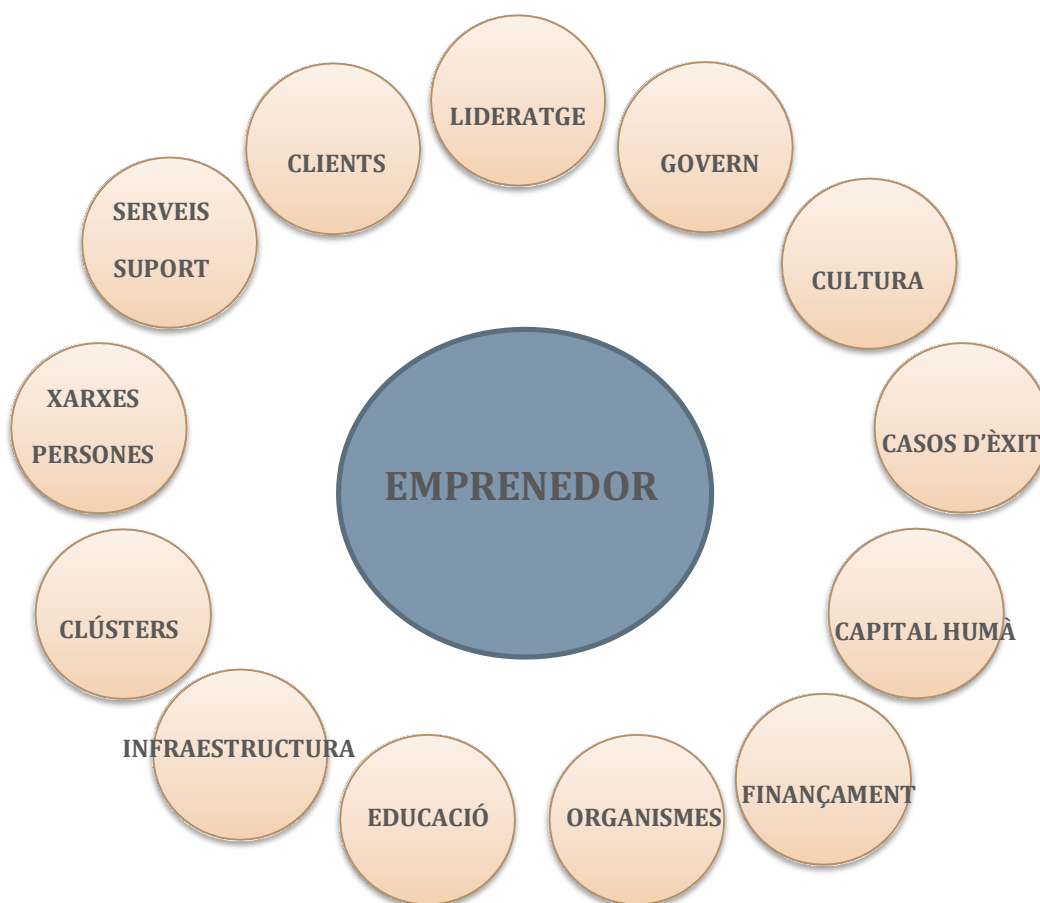 LIDERATGE
GOVERN
CLIENTS
SERVEIS
SUPORT
CULTURA
XARXES
PERSONES
CASOS D'ÈXIT
EMPRENEDOR
CLÚSTERS
CAPITAL HUMÀ
INFRAESTRUCTURA
FINANÇAMENT
EDUCACIÓ
ORGANISMES